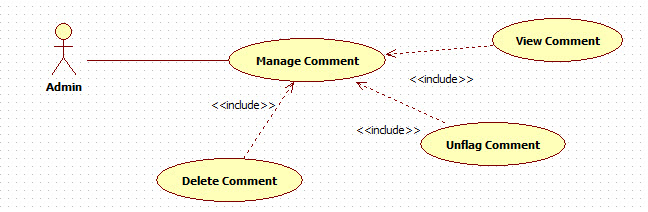 View Comment
Manage Comment
<<include>>
Admin
<<include>>
<<include>>
Unflag Comment
Delete Comment